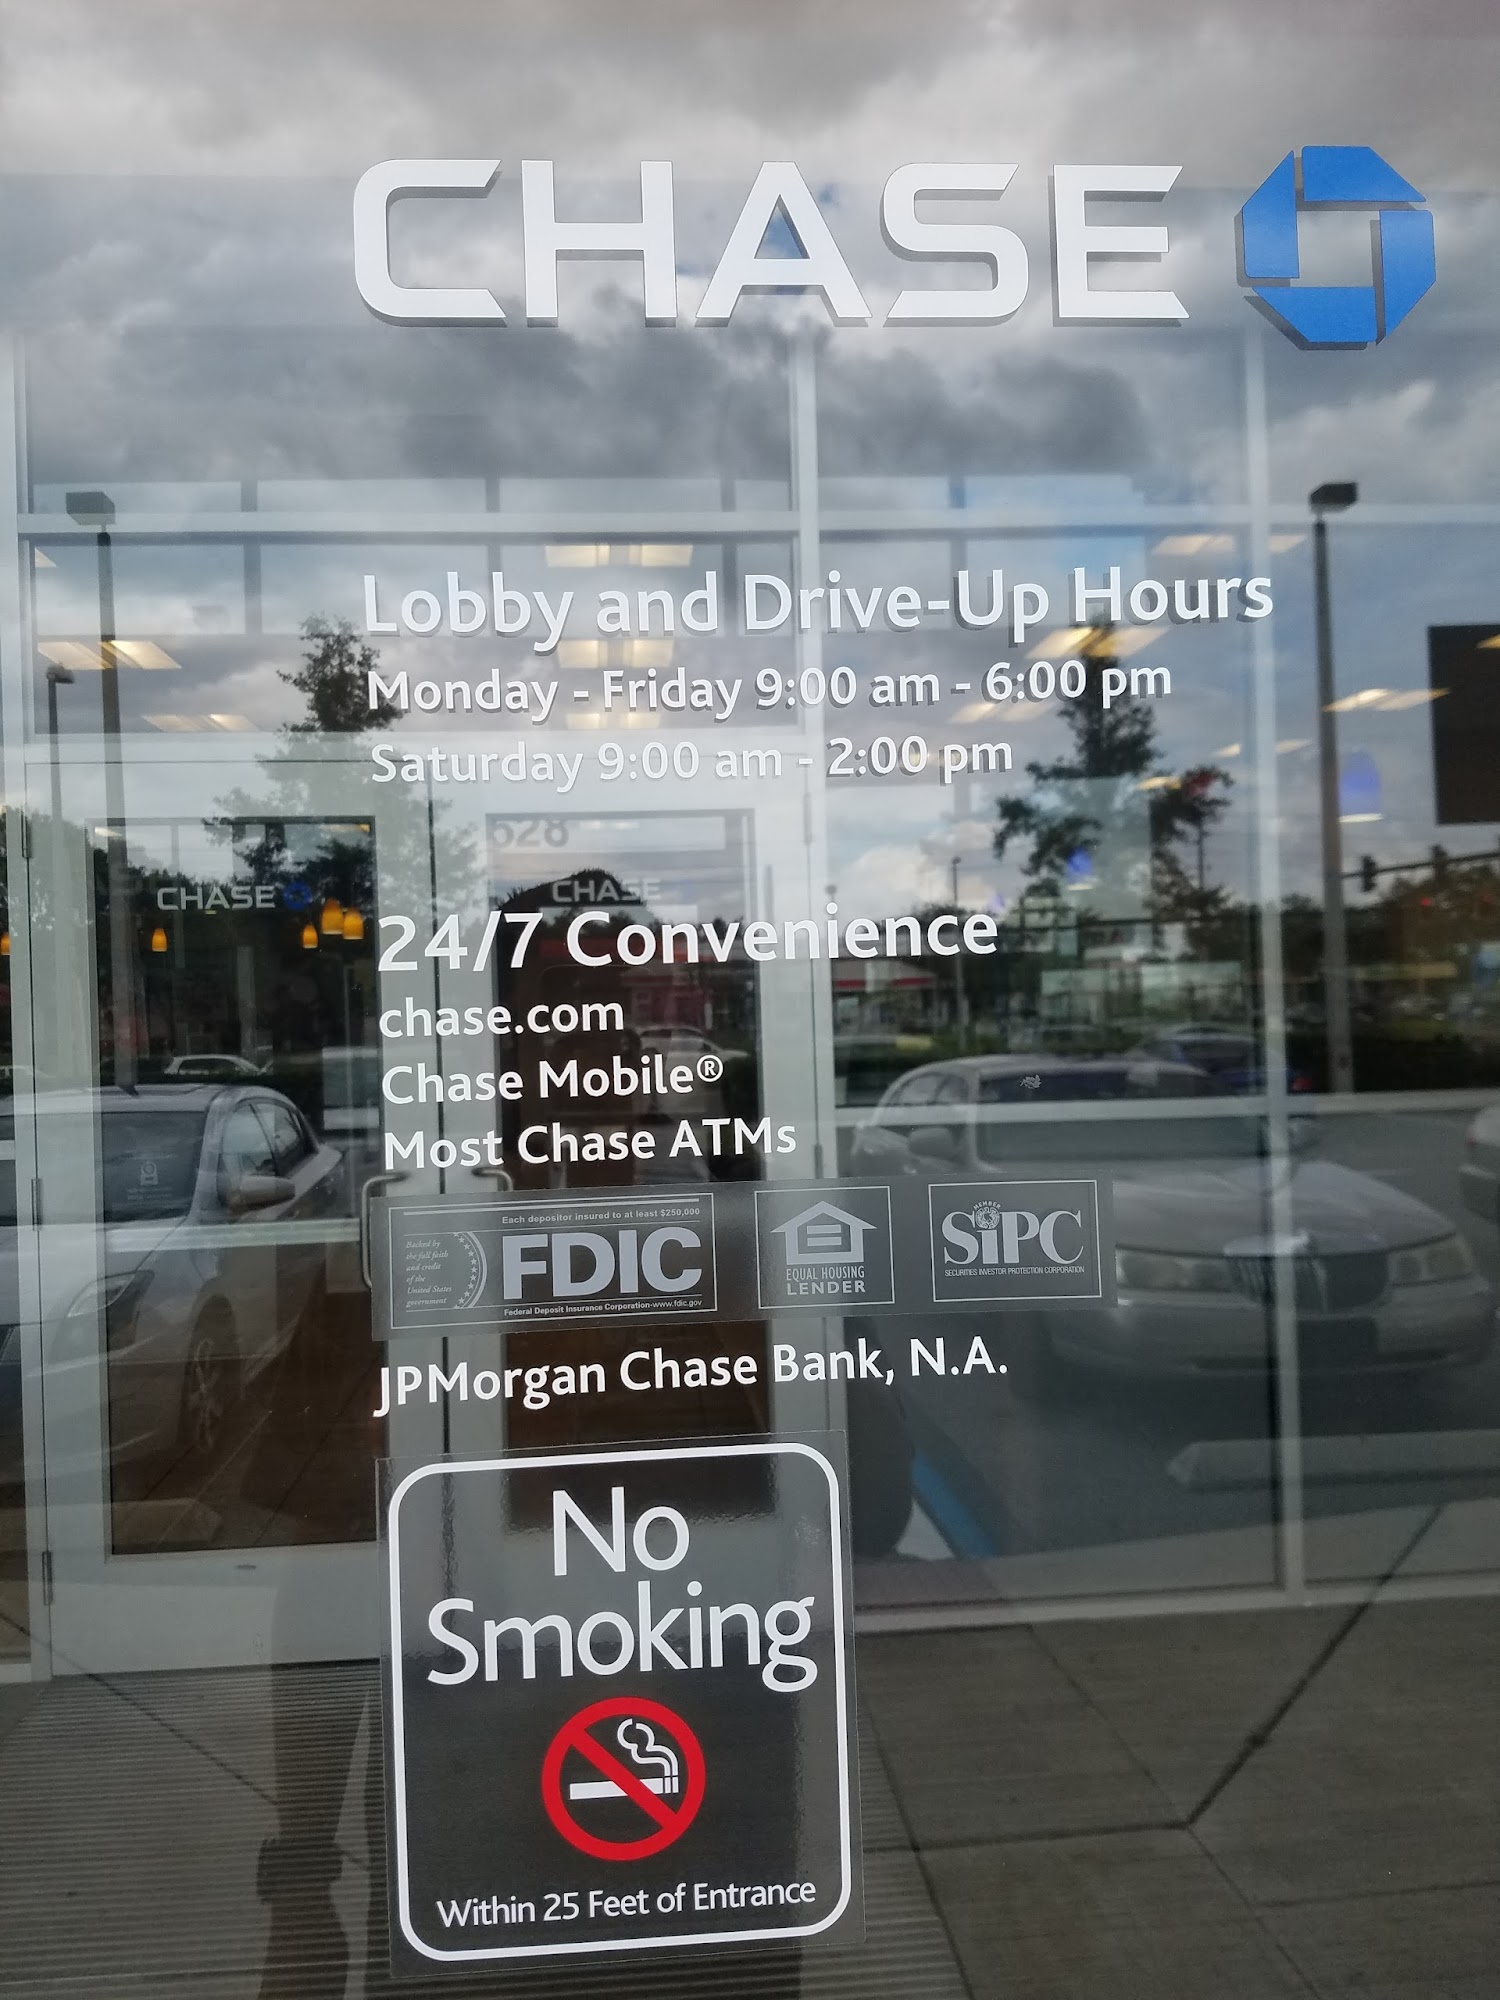 CHASE
Lobby and Drive-Up Hours
Monday - Friday 9:00 am - 6:00 pm
Saturday 9:00 am - 2:00 pm
628
CHASE
CHASE
24/7 Convenience
chase.com
Chase Mobile®
Most Chase ATMs
Each depositor insured to at least $250,000
Backed by
the full faith
and credit
of the
United States
government
FDIC
Federal Deposit Insurance Corporation-www.fdic.gov
EQUAL HOUSING
LENDER
MEMBER
SiPC
SECURITIES INVESTOR PROTECTION CORPORATION
JPMorgan Chase Bank, N.A.
No
Smoking
Within 25 Feet of Entrance